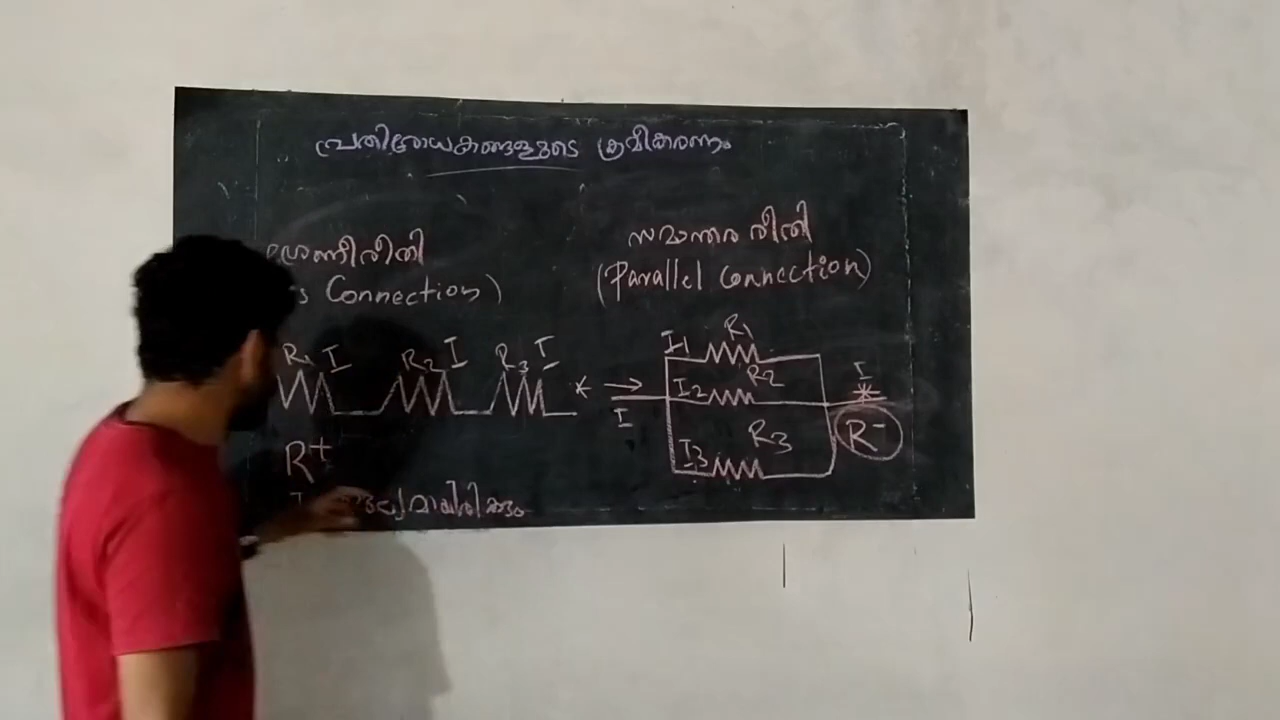 പ്രതിരോധകങ്ങളുടെ ക്രമീകരണം
ശ്രേണീരീതി
s Connection)
R1 I R2 I R3 I
R+
I തുല്യമായിരിക്കും
സമാന്തര രീതി
(Parallel Connection)
I1 R1
I2 R2
I I
I3 R3
R-